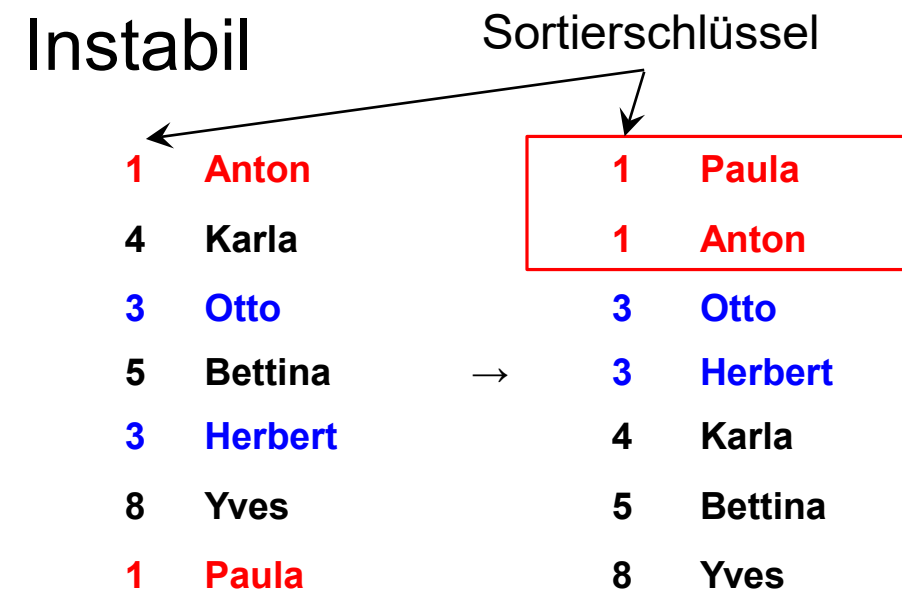 Instabil Sortierschlüssel
1 Anton 1 Paula
4 Karla 1 Anton
3 Otto 3 Otto
5 Bettina → 3 Herbert
3 Herbert 4 Karla
8 Yves 5 Bettina
1 Paula 8 Yves